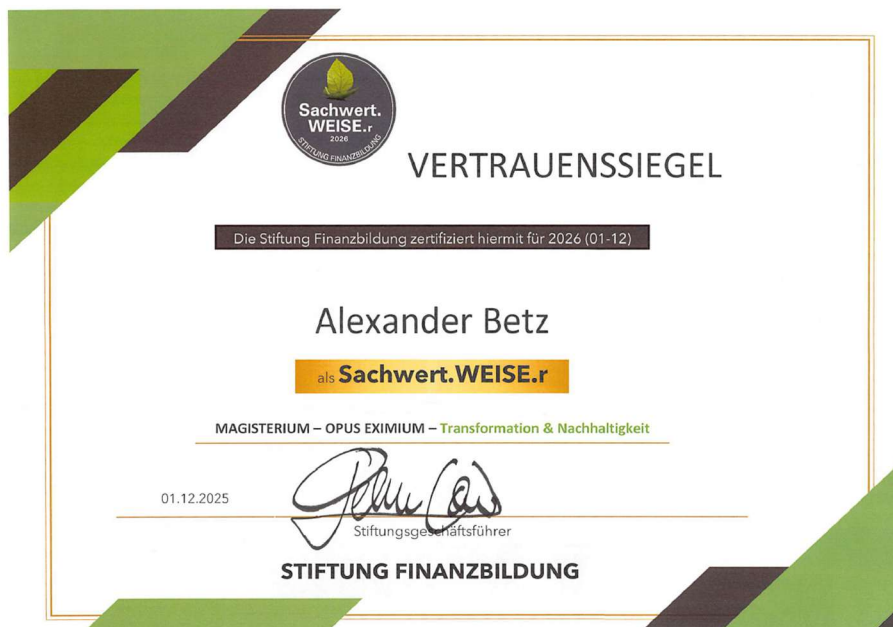 Sachwert.
WEISE.r
2026
STIFTUNG FINANZBILDUNG
VERTRAUENSSIEGEL
Die Stiftung Finanzbildung zertifiziert hiermit für 2026 (01-12)
Alexander Betz
als Sachwert.WEISE.r
MAGISTERIUM – OPUS EXIMIUM – Transformation & Nachhaltigkeit
01.12.2025
Stiftungsgeschäftsführer
STIFTUNG FINANZBILDUNG